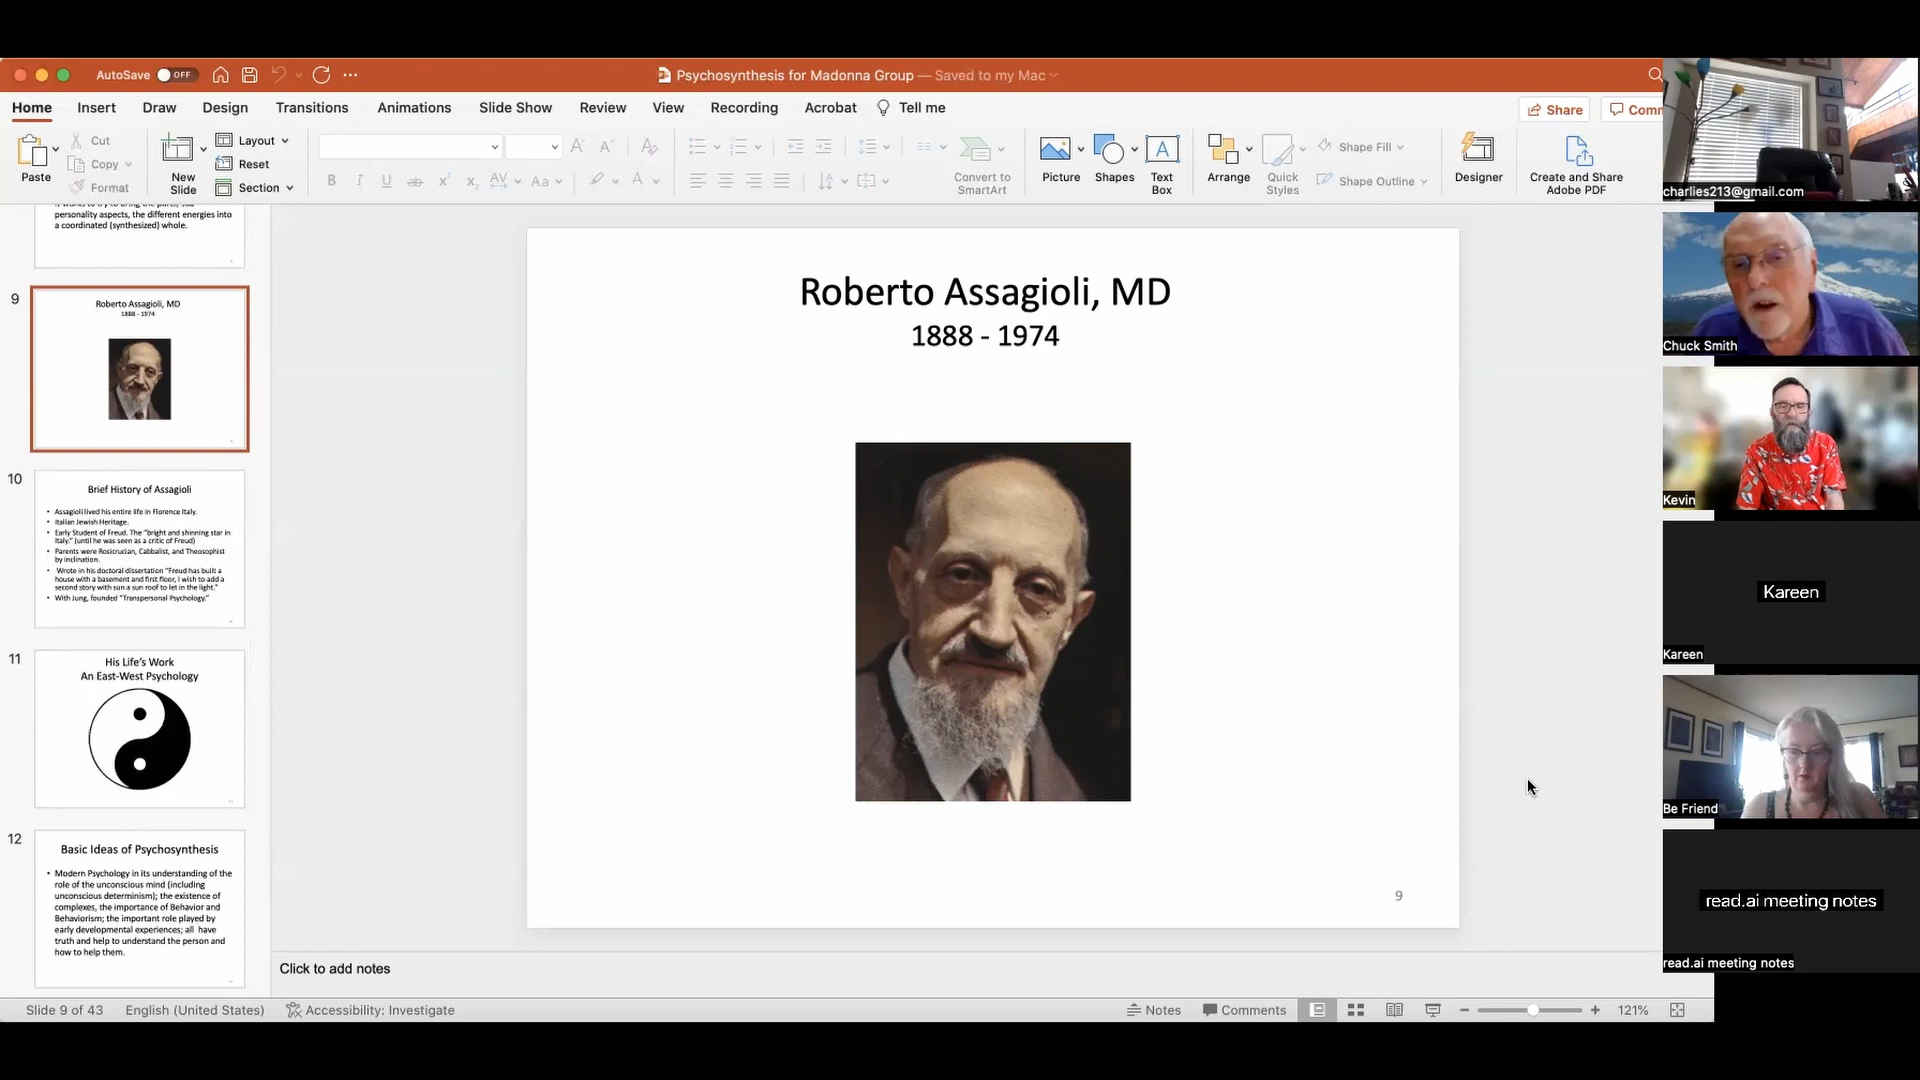 AutoSave OFF
Psychosynthesis for Madonna Group — Saved to my Mac
Home Insert Draw Design Transitions Animations Slide Show Review View Recording Acrobat Tell me
Share Comm
Paste
Cut
Copy
Format
New
Slide
Layout
Reset
Section
B I U ab x² x₂ AV Aa A
Convert to
SmartArt
Picture
Shapes
Text
Box
Arrange
Quick
Styles
Shape Fill
Shape Outline
Designer
Create and Share
Adobe PDF
personality aspects, the different energies into
a coordinated (synthesized) whole.
9
Roberto Assagioli, MD
1888 - 1974
10
Brief History of Assagioli
• Assagioli lived his entire life in Florence Italy.
• Italian Jewish Heritage.
• Early Student of Freud. The "bright and shinning star in
Italy." (until he was seen as a critic of Freud)
• Parents were Rosicrucian, Cabbalist, and Theosophist
by inclination.
• Wrote in his doctoral dissertation "Freud has built a
house with a basement and first floor, I wish to add a
second story with sun a sun roof to let in the light."
• With Jung, founded "Transpersonal Psychology."
11
His Life's Work
An East-West Psychology
12
Basic Ideas of Psychosynthesis
• Modern Psychology in its understanding of the
role of the unconscious mind (including
unconscious determinism); the existence of
complexes, the importance of Behavior and
Behaviorism; the important role played by
early developmental experiences; all have
truth and help to understand the person and
how to help them.
Roberto Assagioli, MD
1888 - 1974
9
Click to add notes
Slide 9 of 43 English (United States) Accessibility: Investigate
Notes Comments 121%
charlies213@gmail.com
Chuck Smith
Kevin
Kareen
Kareen
Be Friend
read.ai meeting notes
read.ai meeting notes